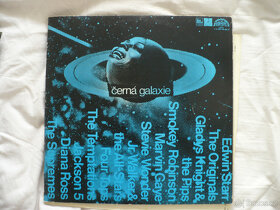 černá galaxie
Edwin Starr
The Originals
Gladys Knight &
the Pips
Smokey Robinson
Marvin Gaye
Stevie Wonder
Jr. Walker &
the All Stars
Four Tops
The Temptations
Jackson 5
Diana Ross
The Supremes